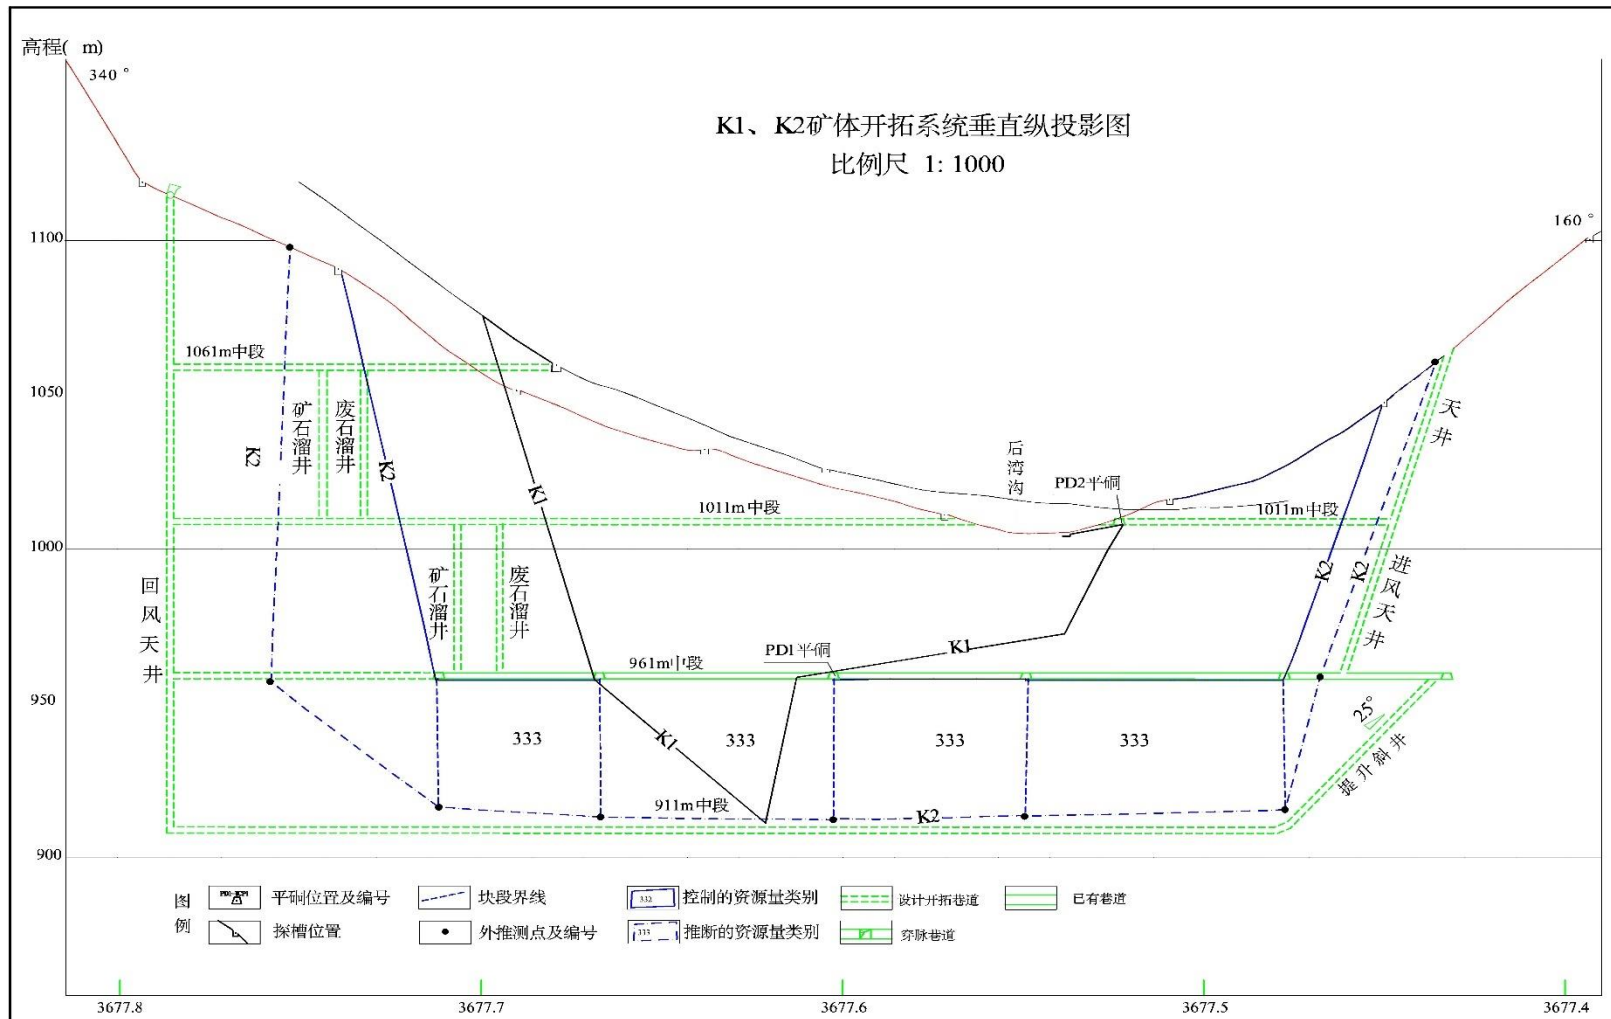 高程( m)
340 °
K1、K2矿体开拓系统垂直纵投影图
比例尺 1: 1000
160 °
1100
1061m中段
1050
矿石溜井
废石溜井
K2
K2
K1
后湾沟
PD2平硐
天井
1011m中段
1011m中段
1000
回风天井
矿石溜井
废石溜井
K2
K2
进风天井
961m中段
PD1平硐
K1
950
333
K1
333
333
333
25°
提升斜井
911m中段
K2
900
图例
平硐位置及编号
块段界线
332
控制的资源量类别
设计开拓巷道
已有巷道
探槽位置
外推测点及编号
333
推断的资源量类别
穿脉巷道
3677.8
3677.7
3677.6
3677.5
3677.4